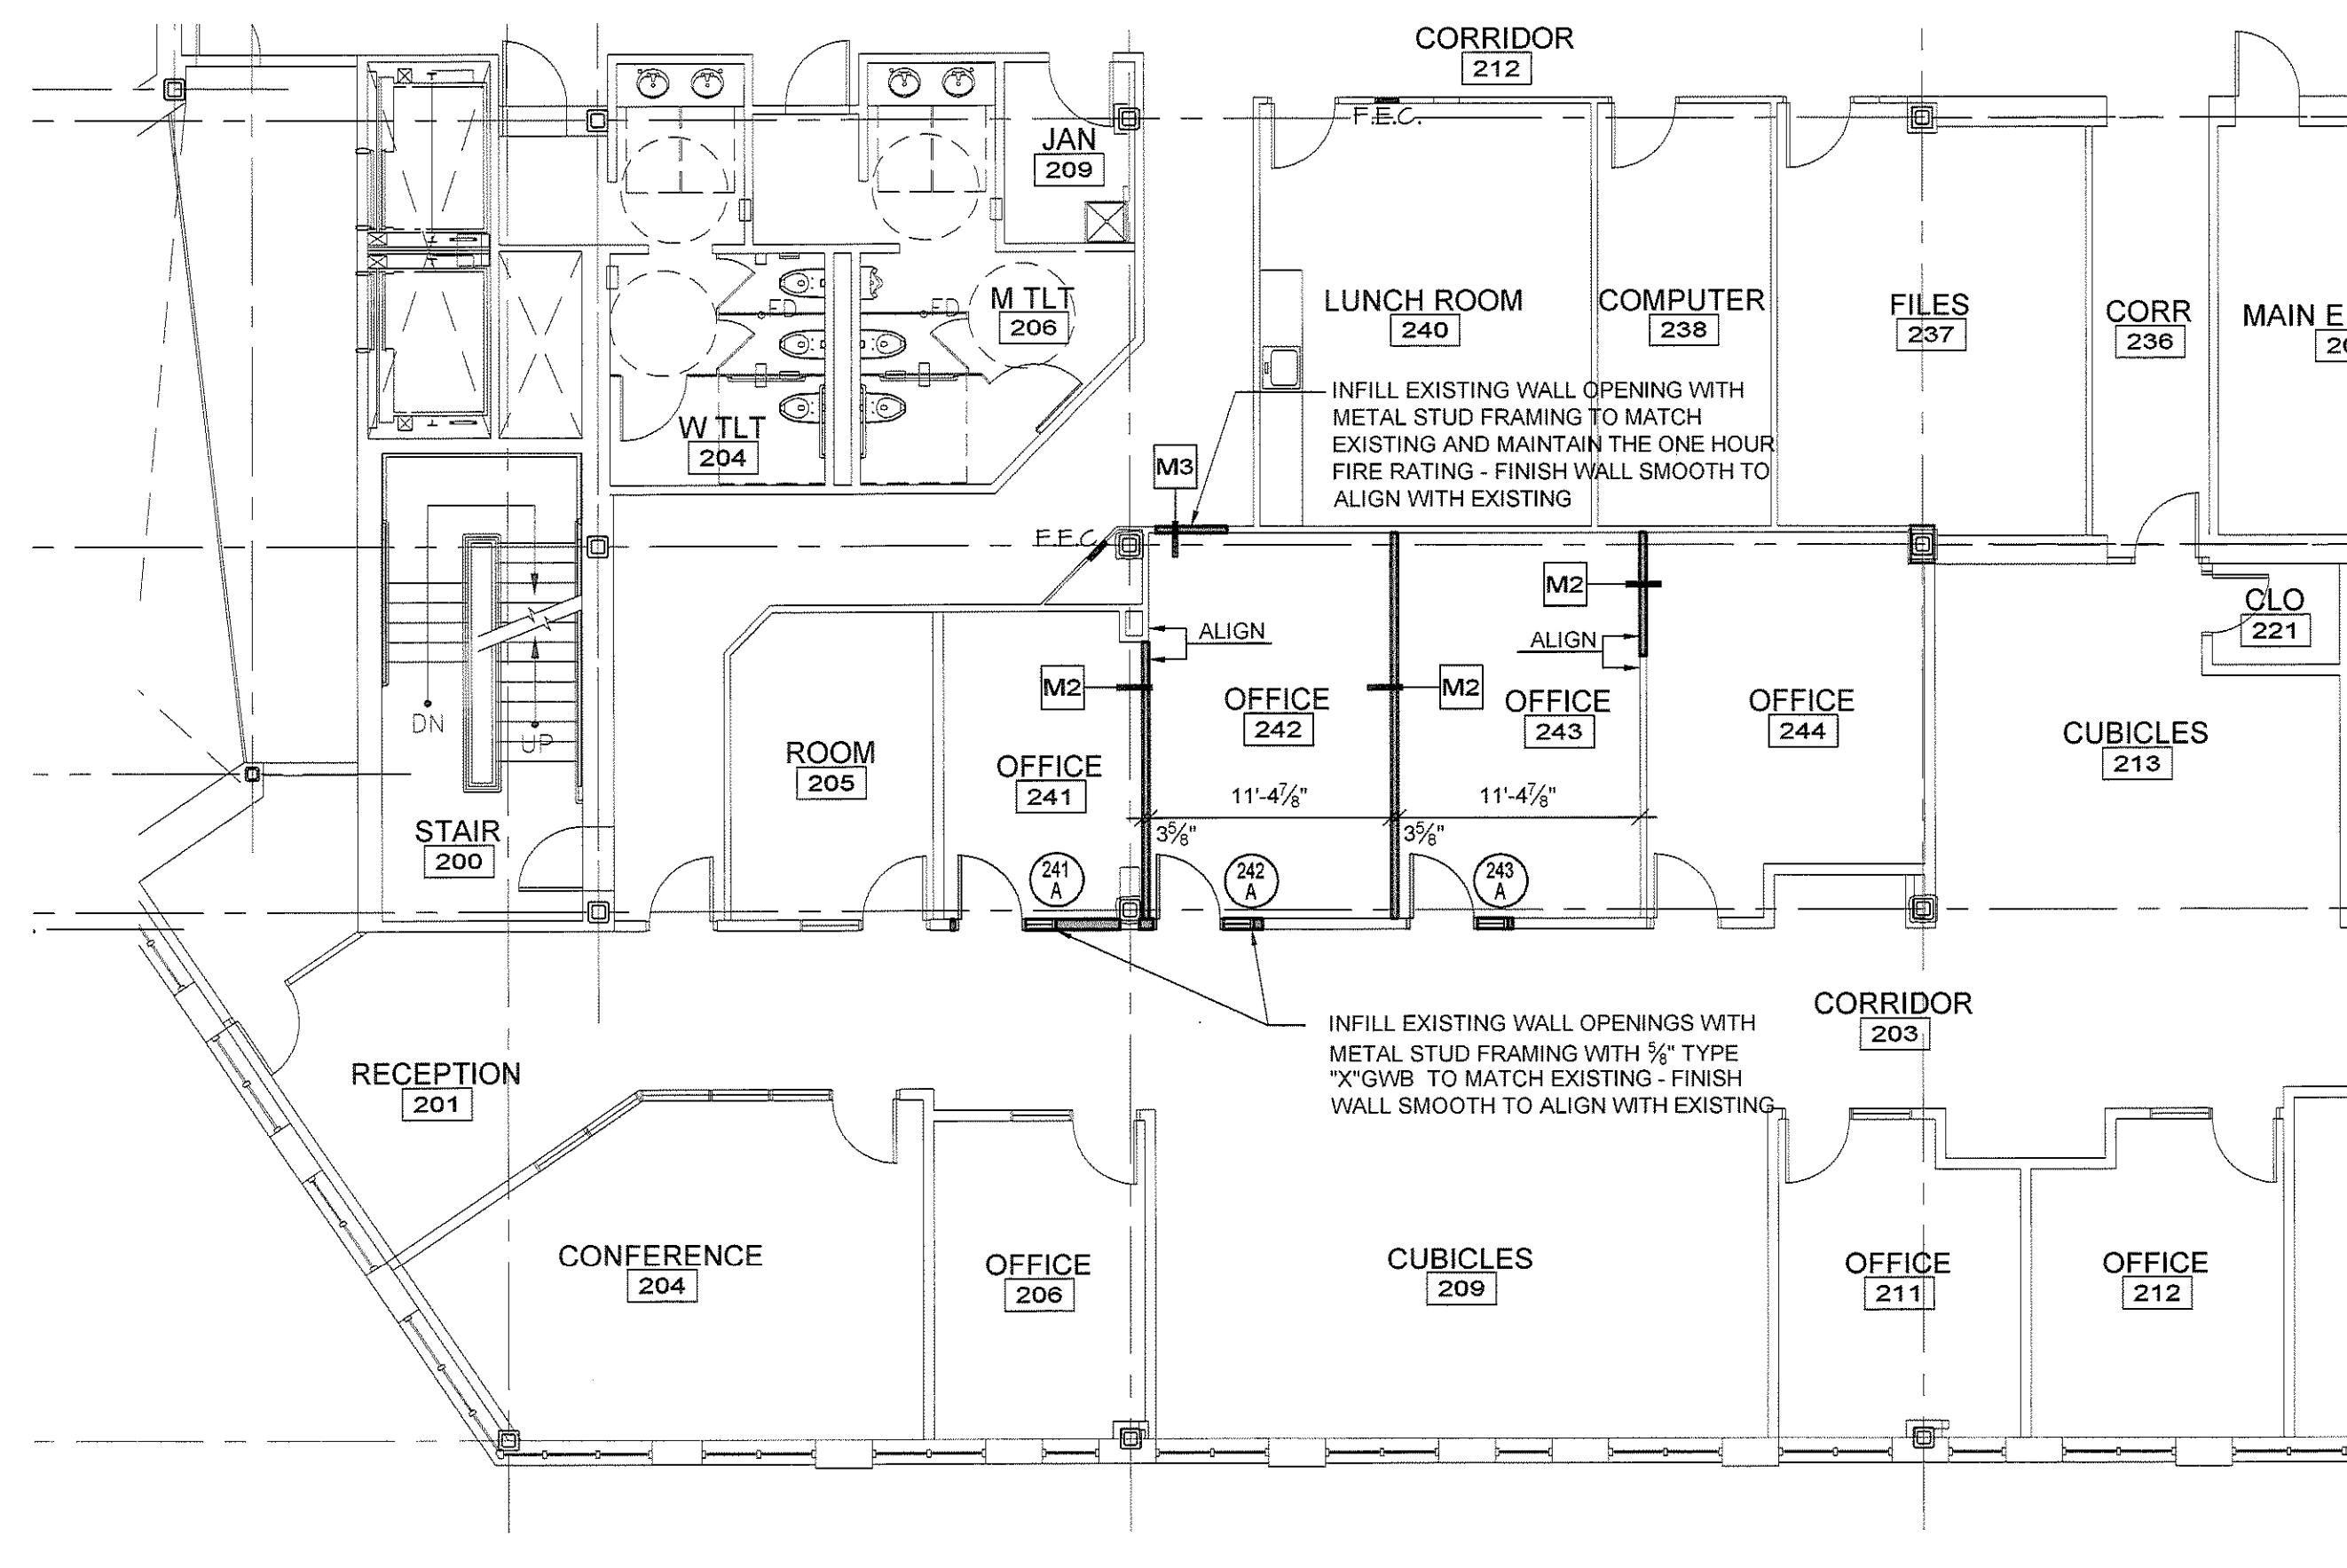 CORRIDOR
212
F.E.C.
JAN
209
LUNCH ROOM
240
COMPUTER
238
FILES
237
CORR
236
MAIN E
M TLT
206
FD
FD
W TLT
204
INFILL EXISTING WALL OPENING WITH
METAL STUD FRAMING TO MATCH
EXISTING AND MAINTAIN THE ONE HOUR
FIRE RATING - FINISH WALL SMOOTH TO
ALIGN WITH EXISTING
M3
F.E.C.
M2
CLO
221
ALIGN
ALIGN
M2
M2
OFFICE
242
OFFICE
243
OFFICE
244
CUBICLES
213
DN
UP
ROOM
205
OFFICE
241
11'-4⅞"
11'-4⅞"
3⅝"
3⅝"
STAIR
200
241
A
242
A
243
A
CORRIDOR
203
INFILL EXISTING WALL OPENINGS WITH
METAL STUD FRAMING WITH ⅝" TYPE
"X"GWB TO MATCH EXISTING - FINISH
WALL SMOOTH TO ALIGN WITH EXISTING
RECEPTION
201
CONFERENCE
204
OFFICE
206
CUBICLES
209
OFFICE
211
OFFICE
212